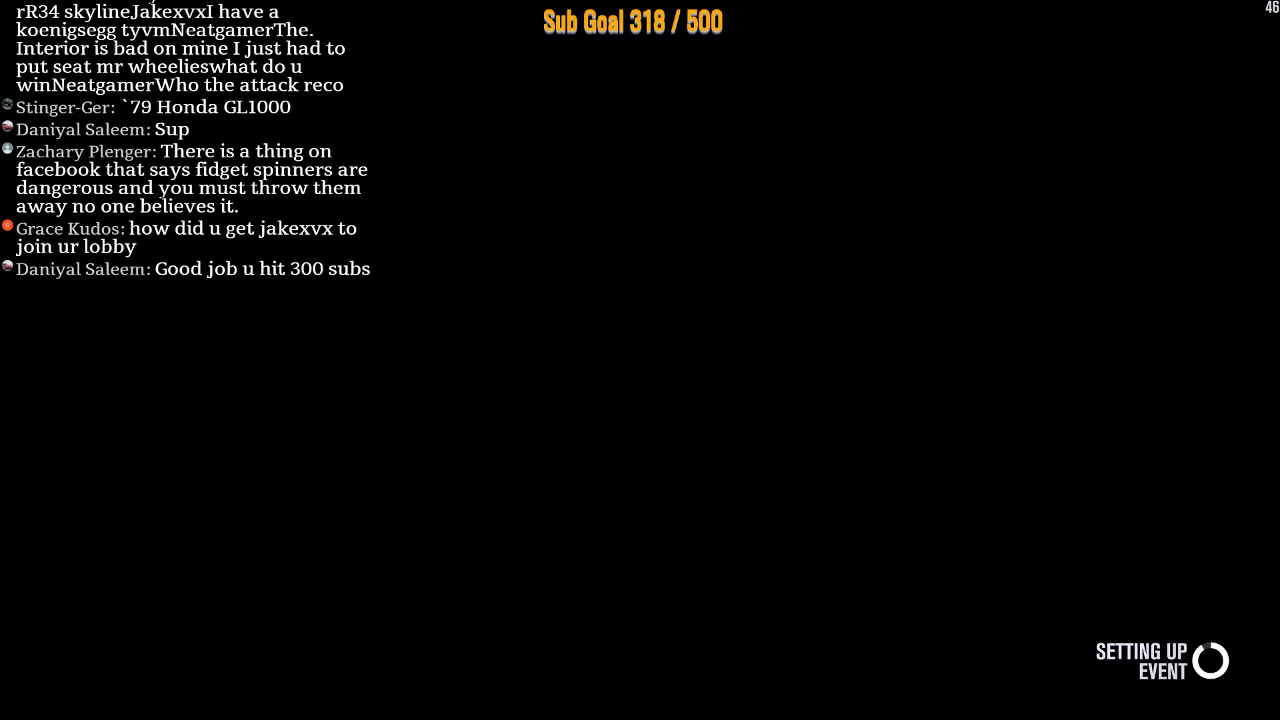 rR34 skylineJakexvxI have a
koenigsegg tyvmNeatgamerThe.
Interior is bad on mine I just had to
put seat mr wheelieswhat do u
winNeatgamerWho the attack reco
Stinger-Ger: `79 Honda GL1000
Daniyal Saleem: Sup
Zachary Plenger: There is a thing on
facebook that says fidget spinners are
dangerous and you must throw them
away no one believes it.
Grace Kudos: how did u get jakexvx to
join ur lobby
Daniyal Saleem: Good job u hit 300 subs
Sub Goal 318 / 500
46
SETTING UP
EVENT